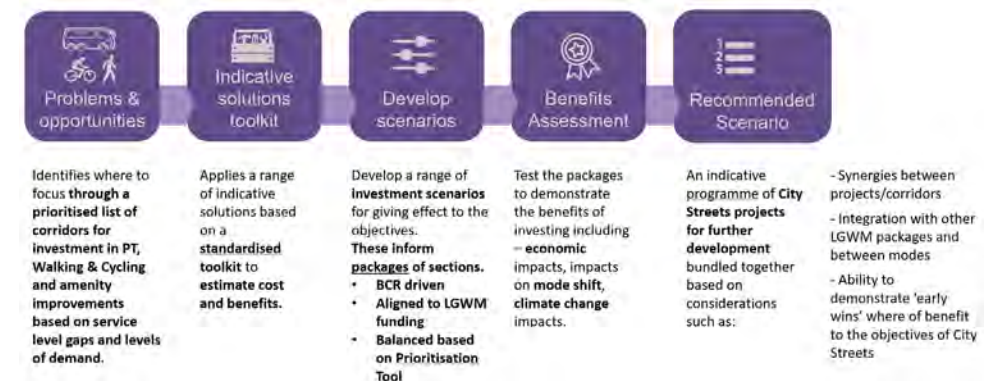 Problems &
opportunities
Indicative
solutions
toolkit
Develop
scenarios
Benefits
Assessment
1
2
3
Recommended
Scenario
Identifies where to
focus through a
prioritised list of
corridors for
investment in PT,
Walking & Cycling
and amenity
improvements
based on service
level gaps and levels
of demand.
Applies a range
of indicative
solutions based
on a
standardised
toolkit to
estimate cost
and benefits.
Develop a range of
investment scenarios
for giving effect to the
objectives.
These inform
packages of sections.
• BCR driven
• Aligned to LGWM
funding
• Balanced based
on Prioritisation
Tool
Test the packages
to demonstrate
the benefits of
investing including
– economic
impacts, impacts
on mode shift,
climate change
impacts.
An indicative
programme of City
Streets projects
for further
development
bundled together
based on
considerations
such as:
- Synergies between
projects/corridors
- Integration with other
LGWM packages and
between modes
- Ability to
demonstrate 'early
wins' where of benefit
to the objectives of City
Streets